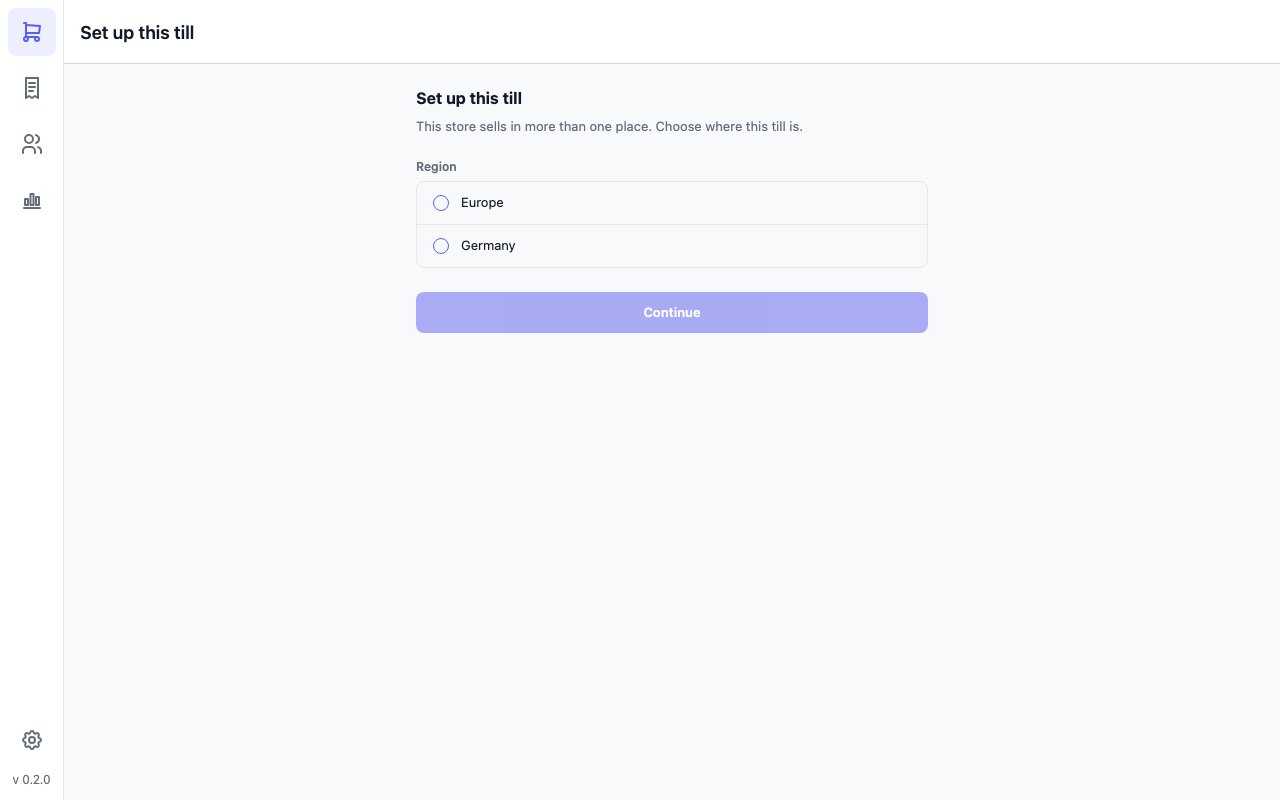 Set up this till
Set up this till
This store sells in more than one place. Choose where this till is.
Region
Europe
Germany
Continue
v 0.2.0